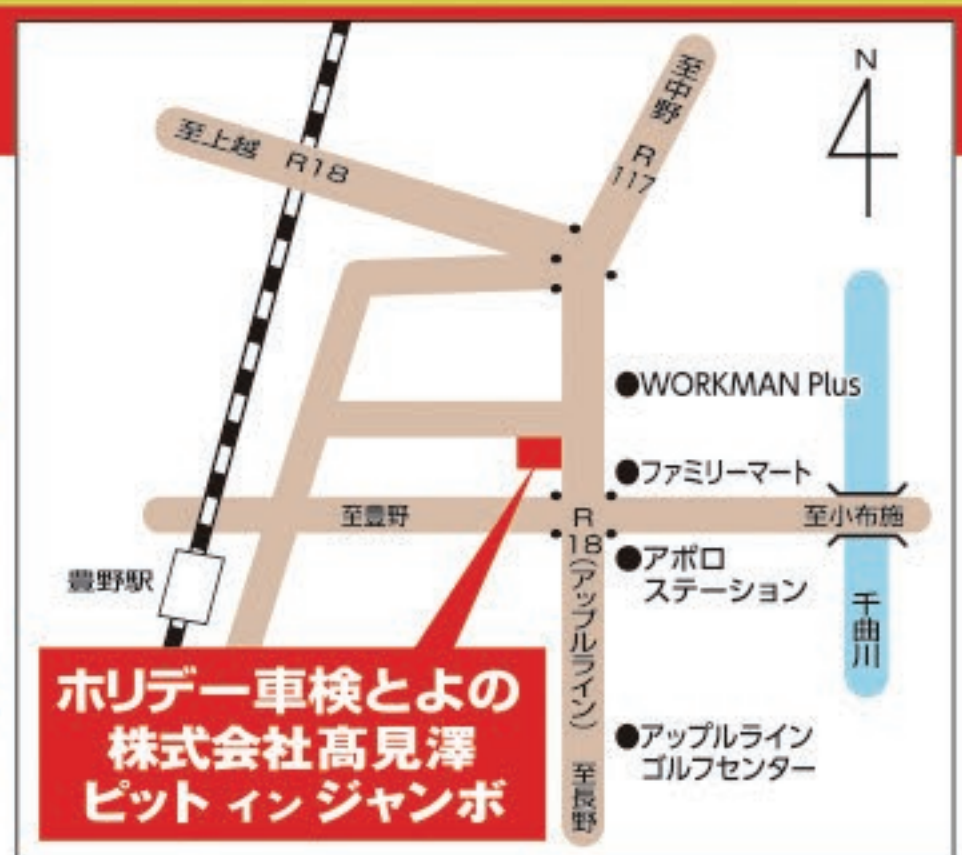 N
至上越 R18
至中野 R117
WORKMAN Plus
ファミリーマート
至豊野
至小布施
R18(アップルライン) 至長野
アポロ
ステーション
千曲川
豊野駅
アップルライン
ゴルフセンター
ホリデー車検とよの
株式会社髙見澤
ピット イン ジャンボ